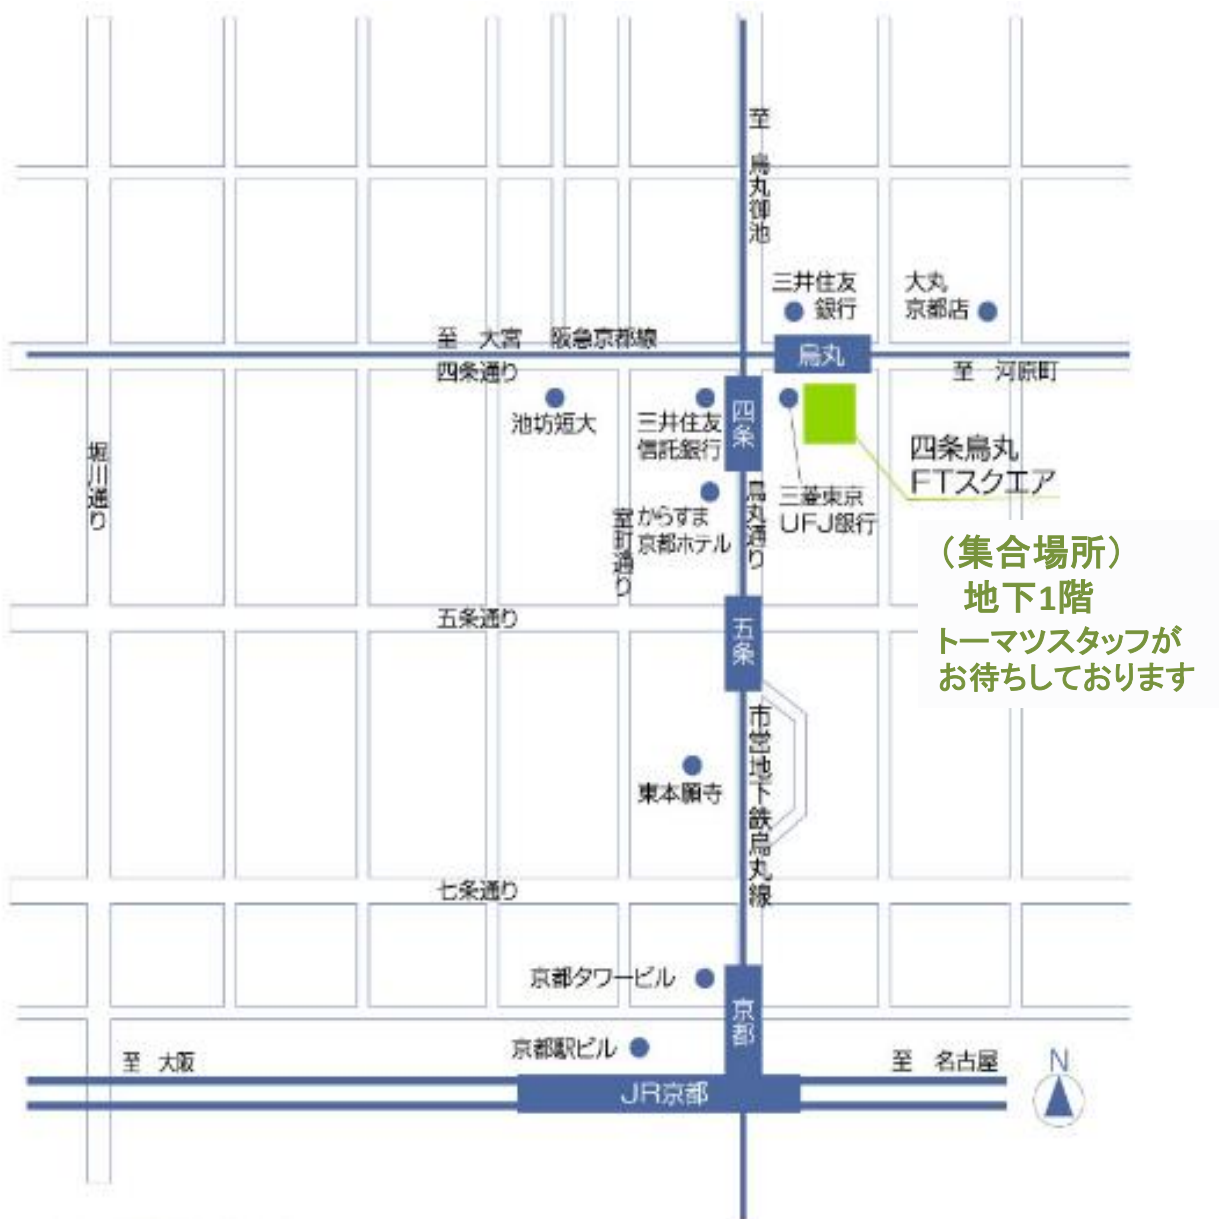 至 烏丸御池
三井住友
銀行
大丸
京都店
至 大宮 阪急京都線
烏丸
四条通り
至 河原町
池坊短大
三井住友
信託銀行
四条
四条烏丸
FTスクエア
堀川通り
からすま
京都ホテル
室町通り
烏丸通り
三菱東京
UFJ銀行
（集合場所）
地下1階
トーマツスタッフが
お待ちしております
五条通り
五条
市営地下鉄烏丸線
東本願寺
七条通り
京都タワービル
京都
京都駅ビル
至 大阪
至 名古屋
JR京都
N